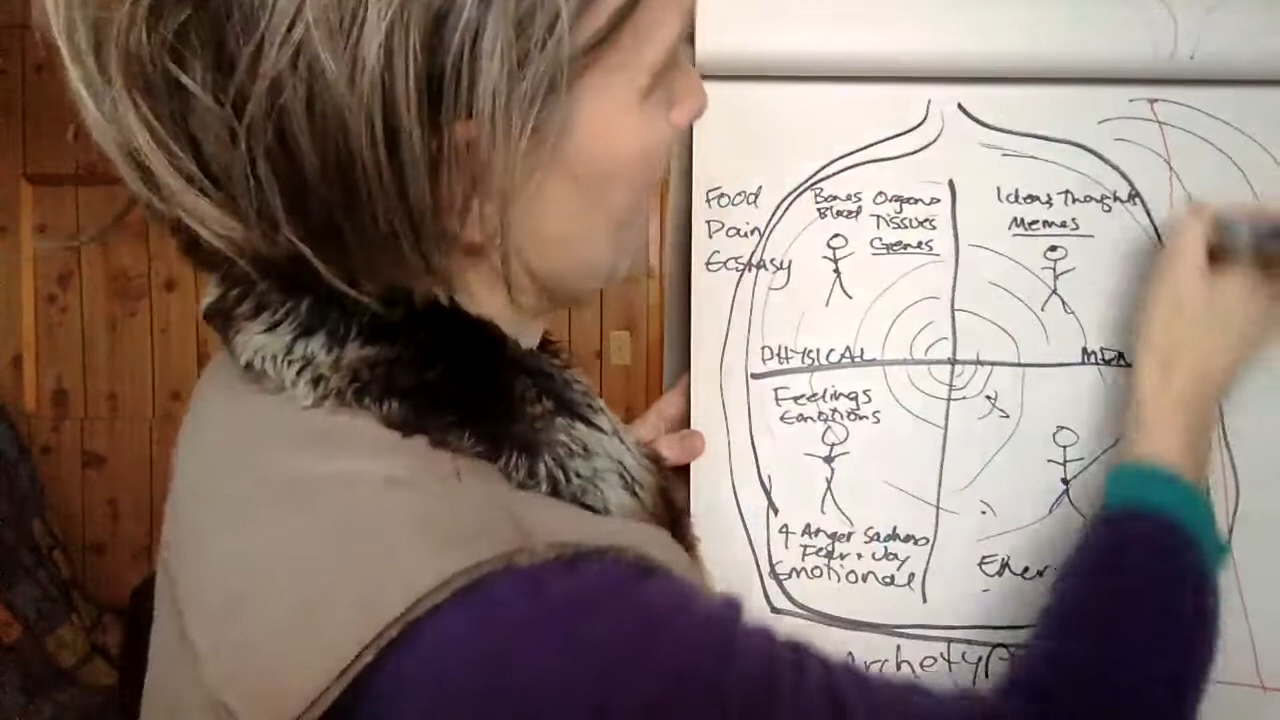 Food
Pain
Ecstasy
Bones Organs
Blood Tissues
Genes
PHYSICAL
Ideas, Thoughts
Memes
Feelings
Emotions
4 Anger Sadness
Fear + Joy
Emotional